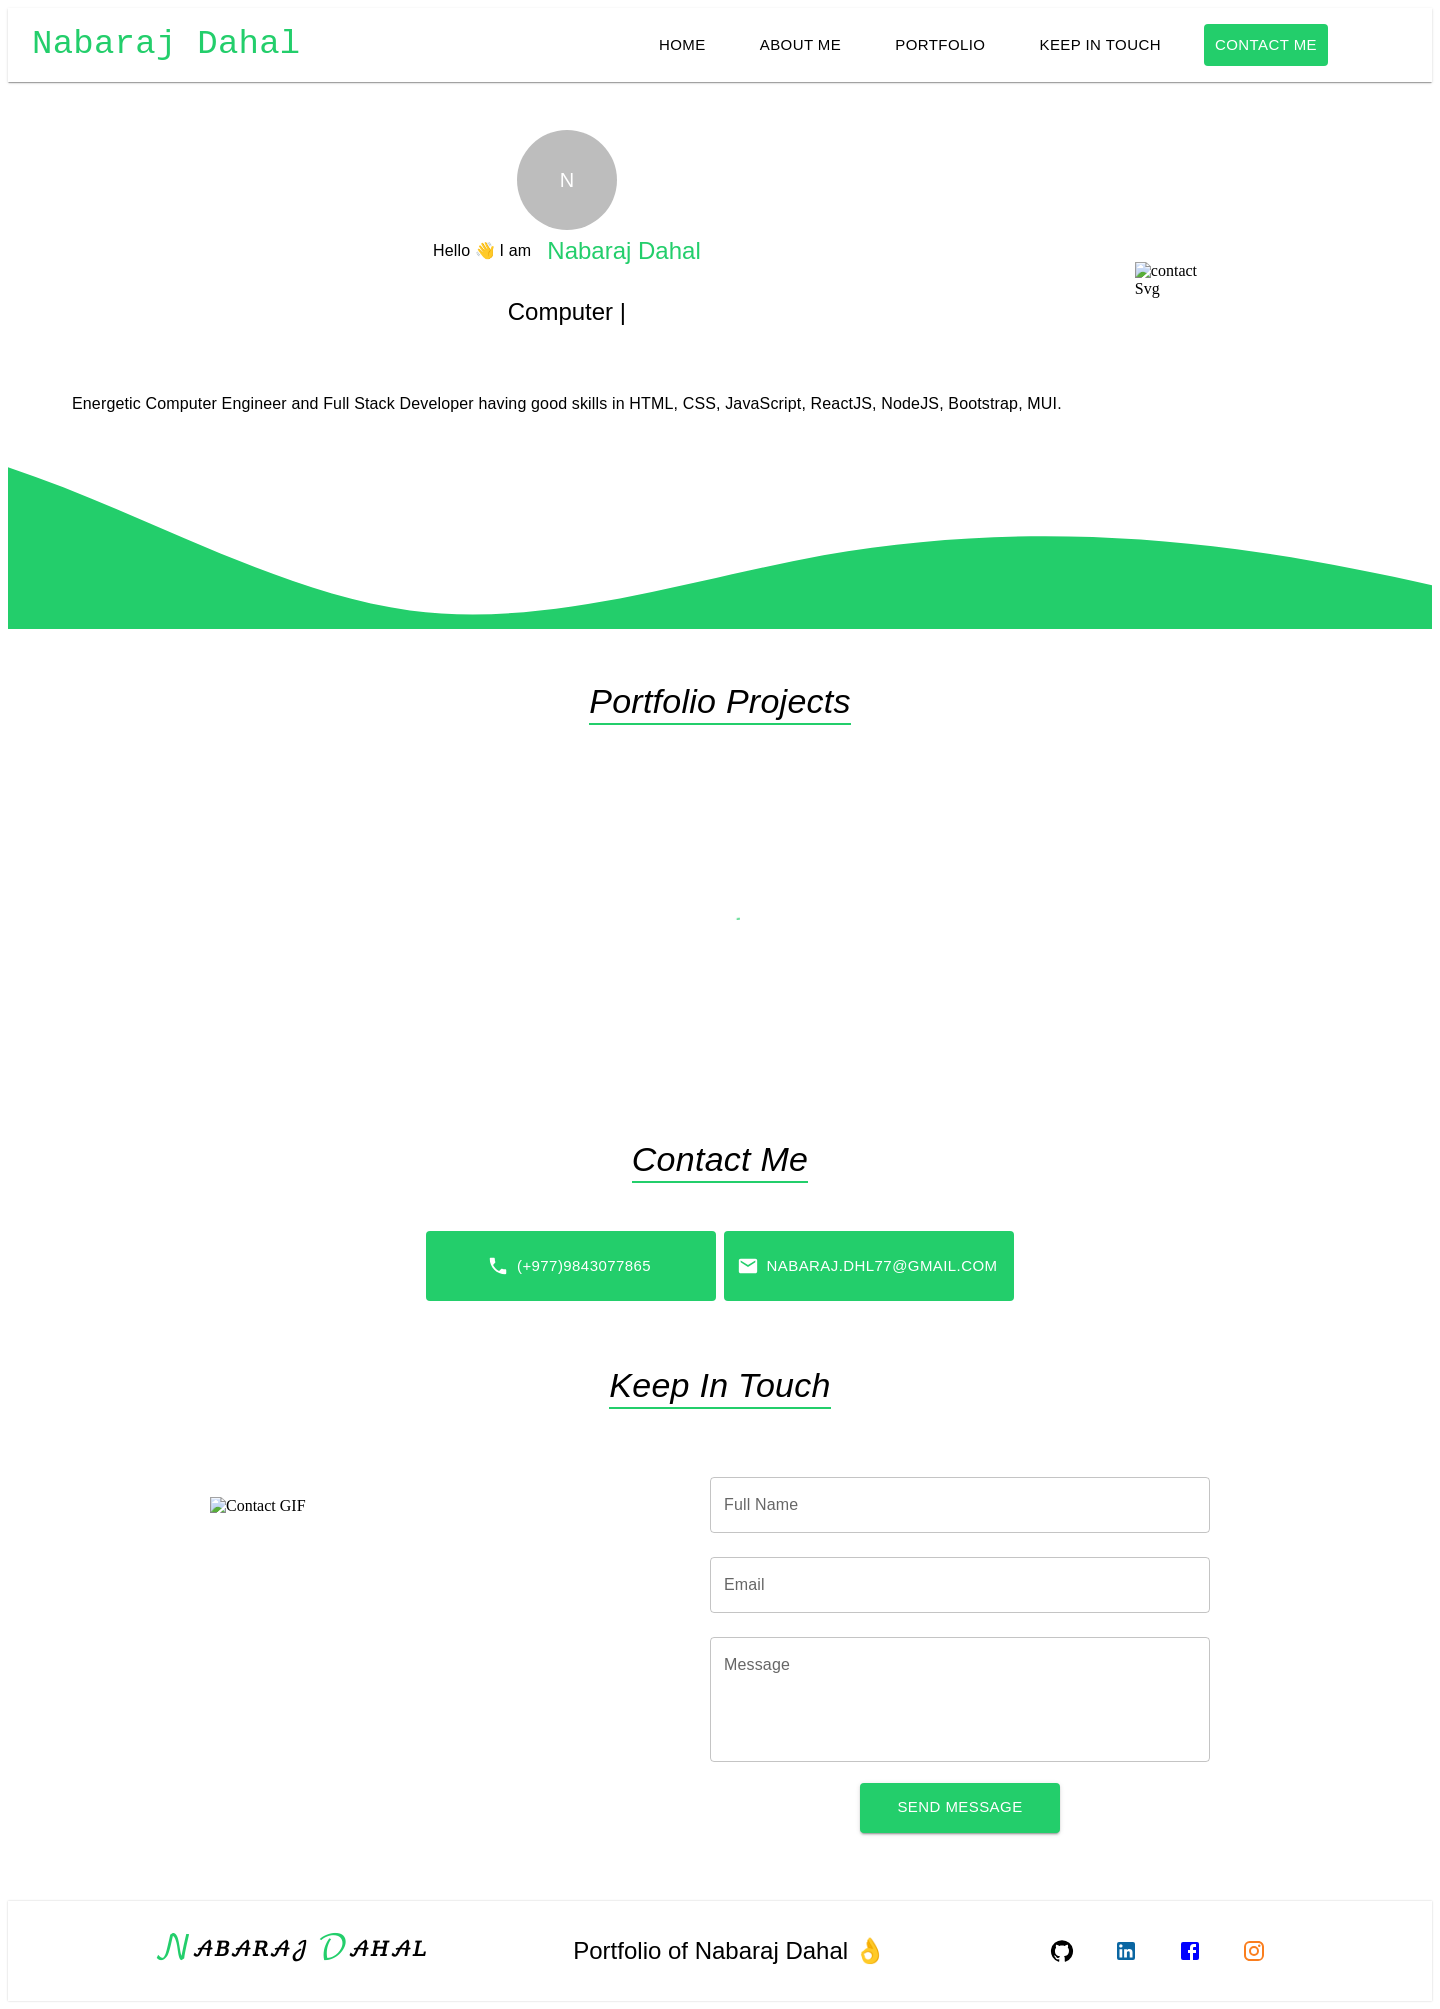 Nabaraj Dahal
HOME ABOUT ME PORTFOLIO KEEP IN TOUCH CONTACT ME
N
Hello 👋 I am Nabaraj Dahal
contact
Svg
Computer |
Energetic Computer Engineer and Full Stack Developer having good skills in HTML, CSS, JavaScript, ReactJS, NodeJS, Bootstrap, MUI.
Portfolio Projects
Contact Me
(+977)9843077865
NABARAJ.DHL77@GMAIL.COM
Keep In Touch
Contact GIF
Full Name
Email
Message
SEND MESSAGE
Nabaraj Dahal
Portfolio of Nabaraj Dahal 👌